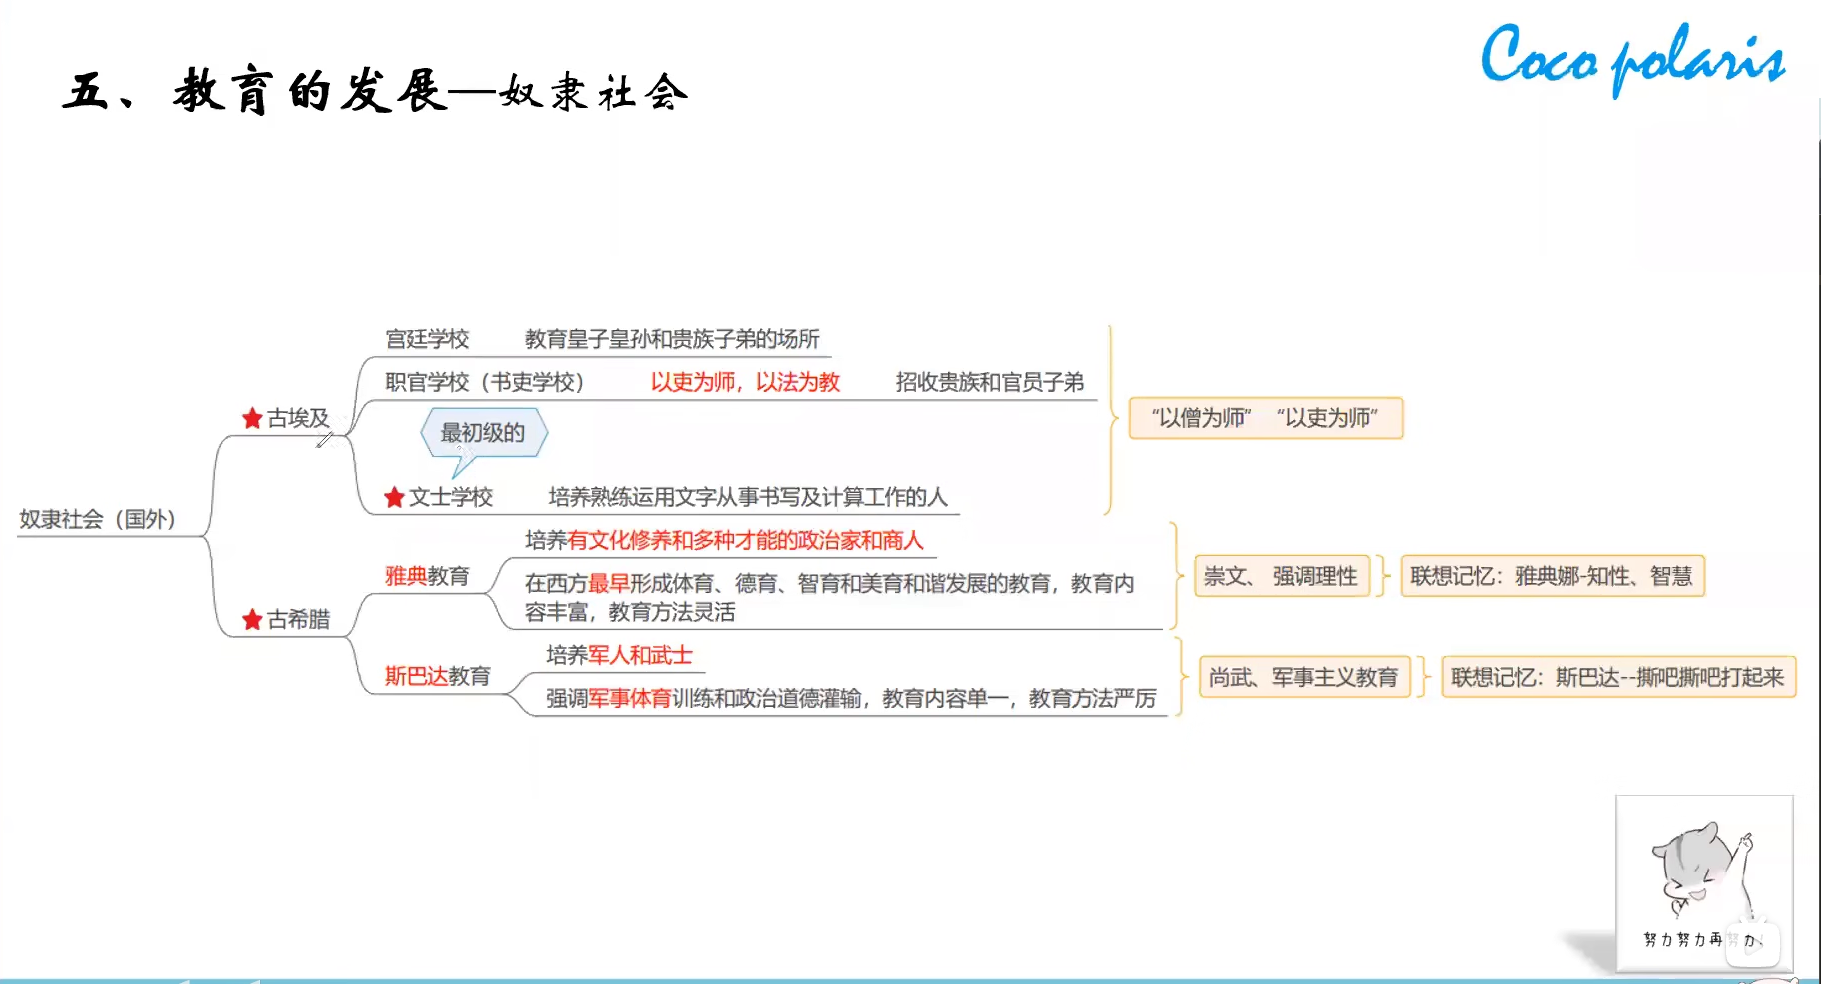 Coco polaris
五、教育的发展—奴隶社会
奴隶社会（国外）
古埃及
宫廷学校 教育皇子皇孙和贵族子弟的场所
职官学校（书吏学校） 以吏为师，以法为教 招收贵族和官员子弟
最初级的
文士学校 培养熟练运用文字从事书写及计算工作的人
“以僧为师” “以吏为师”
古希腊
雅典教育
培养有文化修养和多种才能的政治家和商人
在西方最早形成体育、德育、智育和美育和谐发展的教育，教育内
容丰富，教育方法灵活
崇文、强调理性
联想记忆：雅典娜-知性、智慧
斯巴达教育
培养军人和武士
强调军事体育训练和政治道德灌输，教育内容单一，教育方法严厉
尚武、军事主义教育
联想记忆：斯巴达--撕吧撕吧打起来
努力努力再努力！